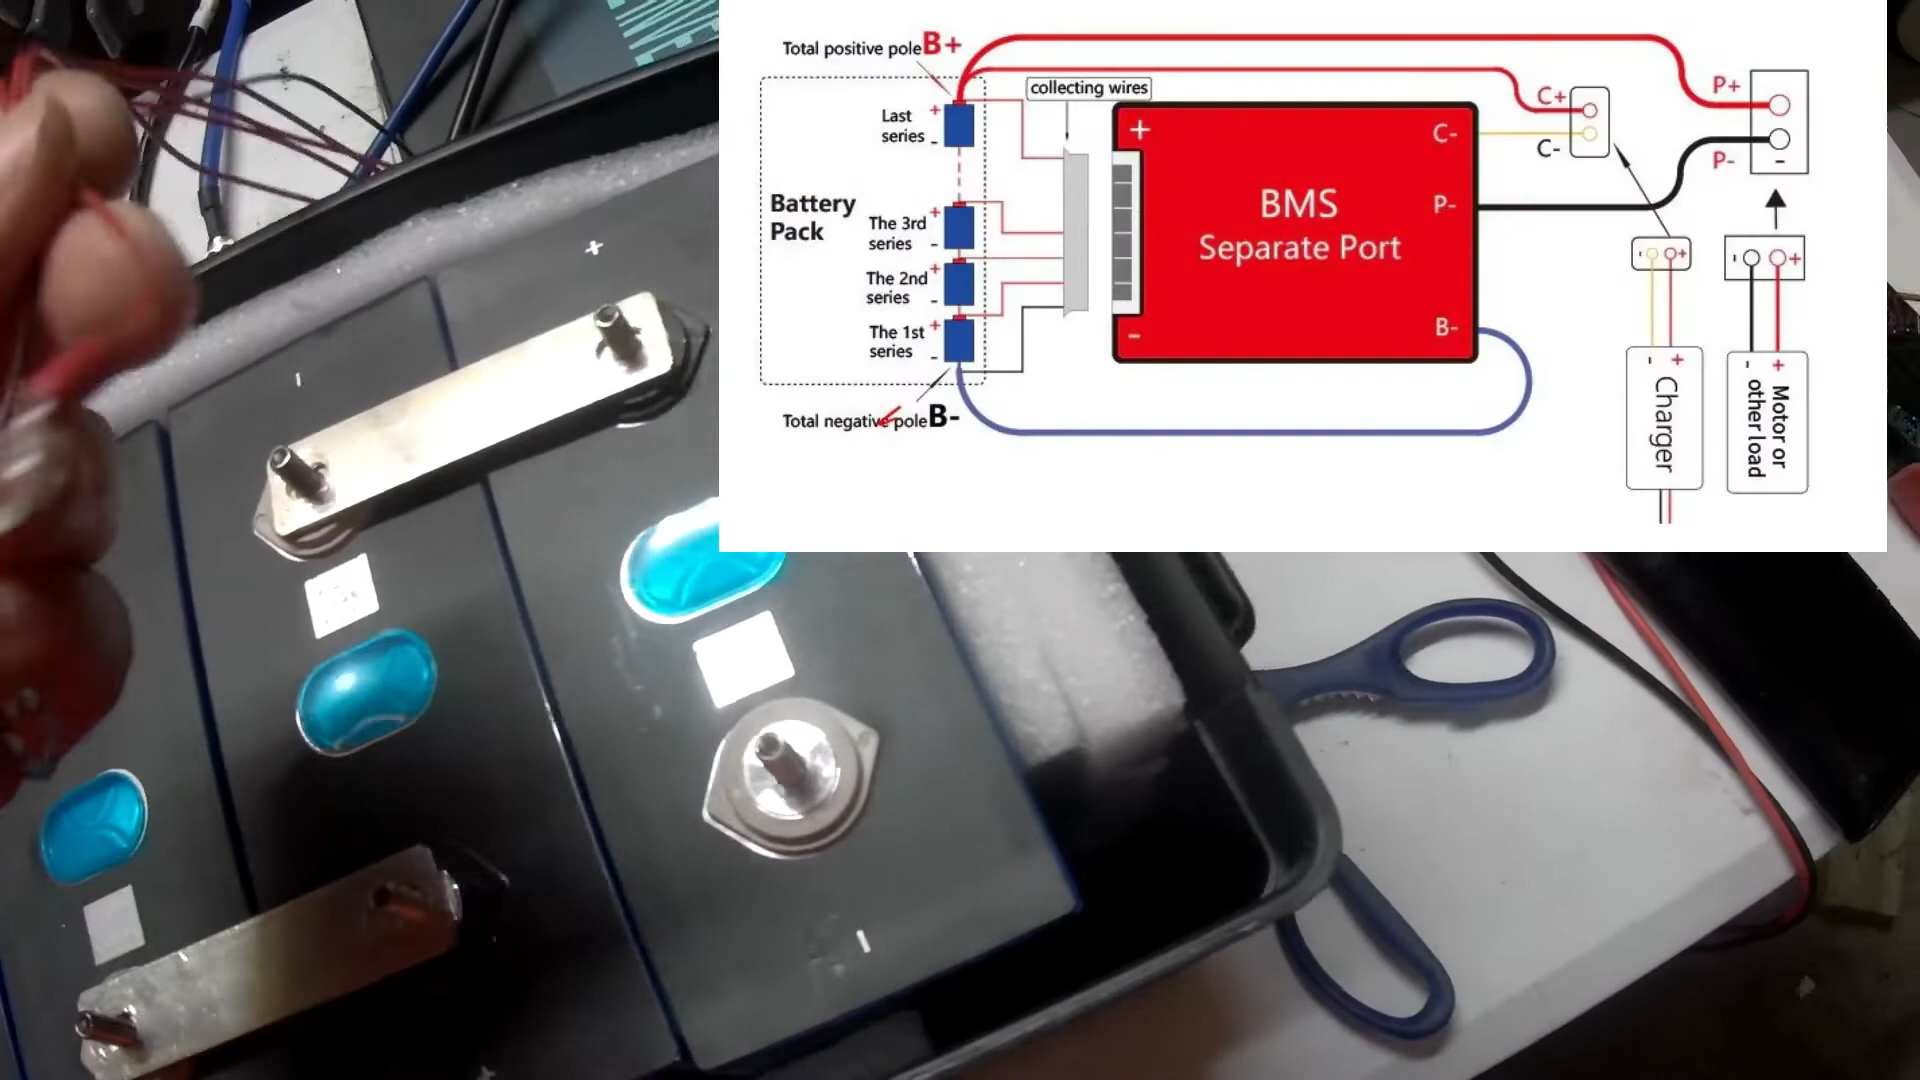 Total positive pole B+
collecting wires
Last
series
+
-
Battery
Pack
The 3rd
series
+
-
The 2nd
series
+
-
The 1st
series
+
-
Total negative pole B-
+
-
BMS
Separate Port
C-
P-
B-
C+
C-
P+
P-
-
- +
- +
- +
Charger
- +
Motor or
other load
+
-
-